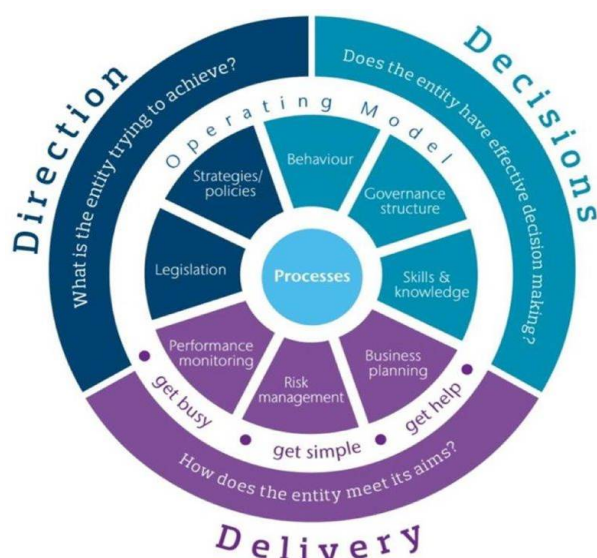 Direction
What is the entity trying to achieve?
Decisions
Does the entity have effective decision making?
Operating Model
Strategies/
policies
Behaviour
Governance
structure
Legislation
Processes
Skills &
knowledge
Performance
monitoring
Risk
management
Business
planning
get busy
get simple
get help
How does the entity meet its aims?
Delivery